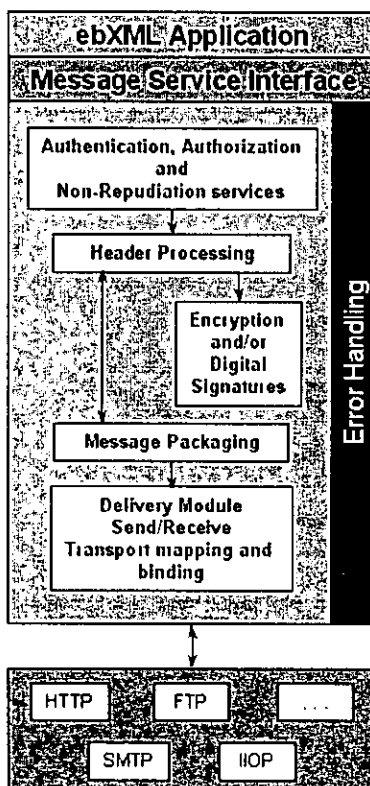 ebXML Application
Message Service Interface
Authentication, Authorization
and
Non-Repudiation services
Header Processing
Encryption
and/or
Digital
Signatures
Message Packaging
Delivery Module
Send/Receive
Transport mapping and
binding
Error Handling
HTTP
FTP
...
SMTP
IIOP